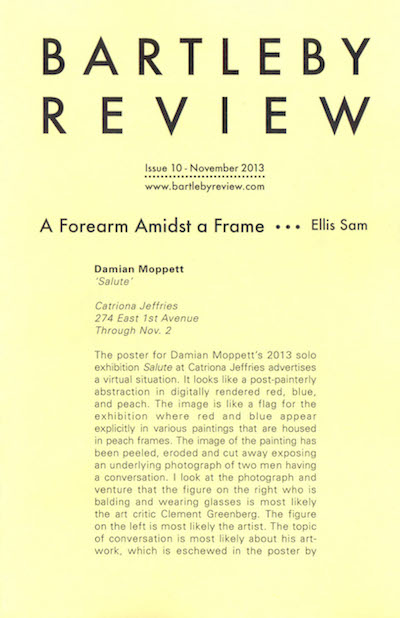 BARTLEBY
REVIEW
Issue 10 - November 2013
www.bartlebyreview.com
A Forearm Amidst a Frame ••• Ellis Sam
Damian Moppett
'Salute'
Catriona Jeffries
274 East 1st Avenue
Through Nov. 2
The poster for Damian Moppett's 2013 solo
exhibition Salute at Catriona Jeffries advertises
a virtual situation. It looks like a post-painterly
abstraction in digitally rendered red, blue,
and peach. The image is like a flag for the
exhibition where red and blue appear
explicitly in various paintings that are housed
in peach frames. The image of the painting has
been peeled, eroded and cut away exposing
an underlying photograph of two men having
a conversation. I look at the photograph and
venture that the figure on the right who is
balding and wearing glasses is most likely
the art critic Clement Greenberg. The figure
on the left is most likely the artist. The topic
of conversation is most likely about his art-
work, which is eschewed in the poster by